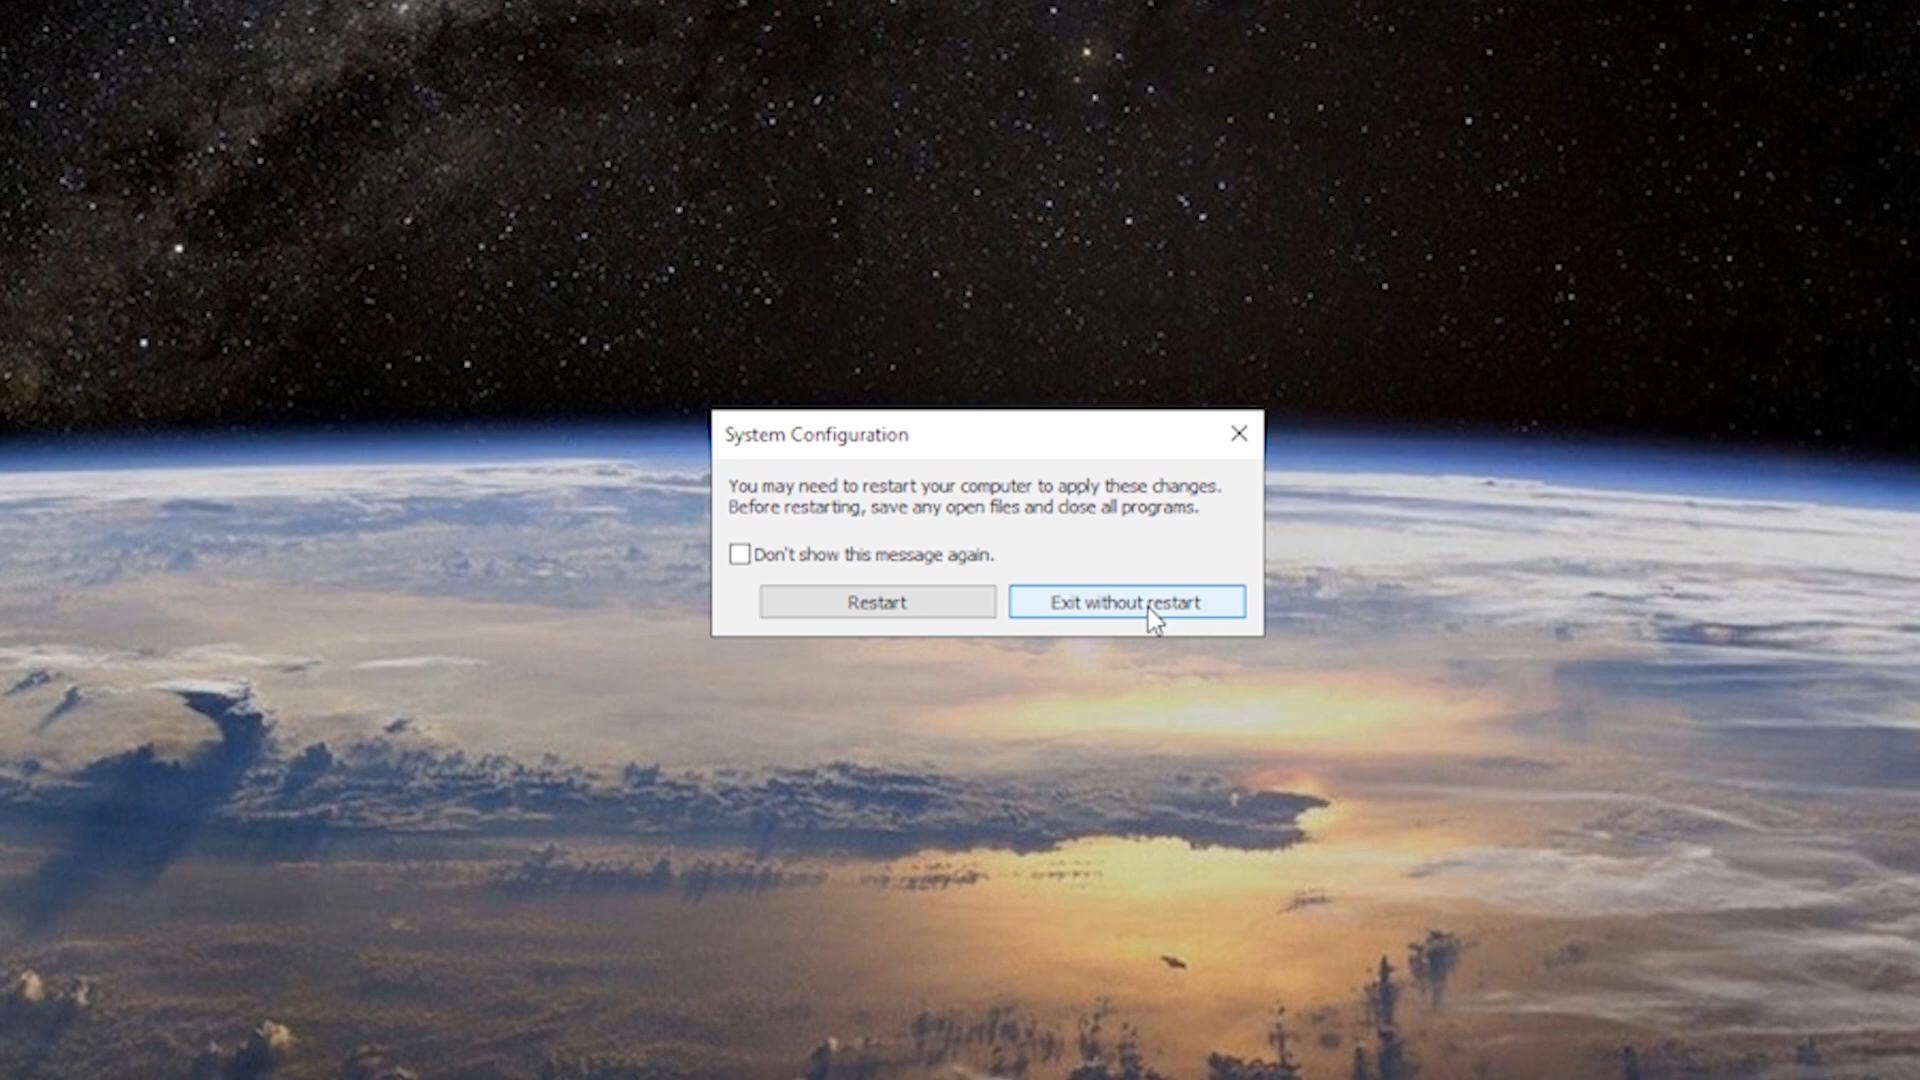 System Configuration
You may need to restart your computer to apply these changes.
Before restarting, save any open files and close all programs.
Don't show this message again.
Restart
Exit without restart